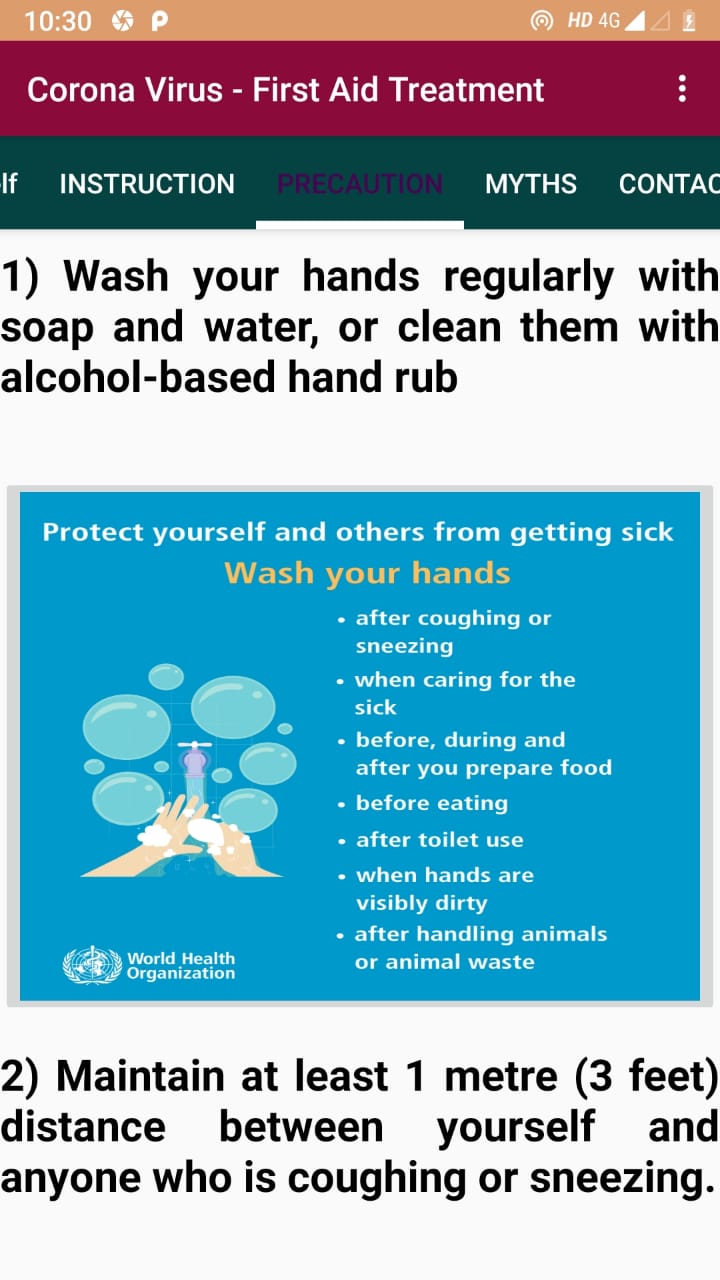 10:30 HD 4G
Corona Virus - First Aid Treatment
lf INSTRUCTION PRECAUTION MYTHS CONTAC
1) Wash your hands regularly with
soap and water, or clean them with
alcohol-based hand rub
Protect yourself and others from getting sick
Wash your hands
• after coughing or
sneezing
• when caring for the
sick
• before, during and
after you prepare food
• before eating
• after toilet use
• when hands are
visibly dirty
• after handling animals
or animal waste
World Health
Organization
2) Maintain at least 1 metre (3 feet)
distance between yourself and
anyone who is coughing or sneezing.